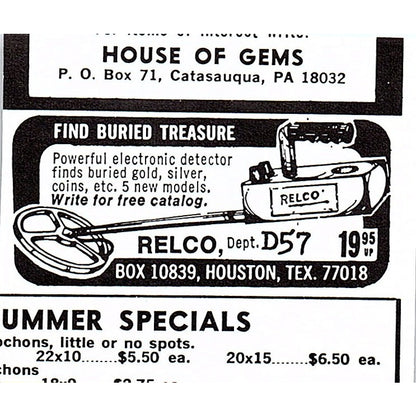 HOUSE OF GEMS
P. O. Box 71, Catasauqua, PA 18032
FIND BURIED TREASURE
Powerful electronic detector
finds buried gold, silver,
coins, etc. 5 new models.
Write for free catalog.
RELCO
RELCO, Dept. D57 19 95 UP
BOX 10839, HOUSTON, TEX. 77018
UMMER SPECIALS
ochons, little or no spots.
22x10.......$5.50 ea. 20x15.......$6.50 ea.
chons